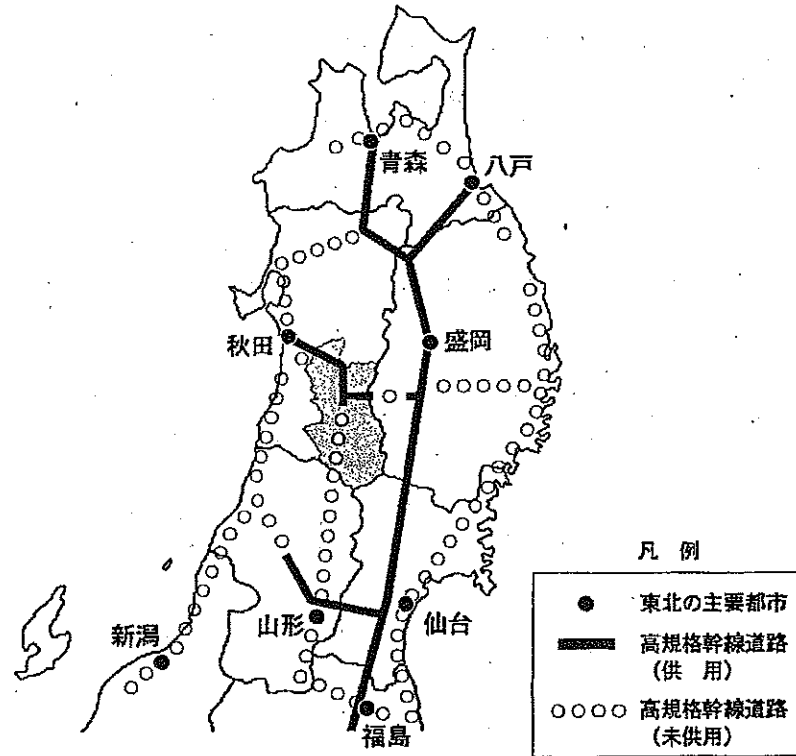 青森
八戸
秋田
盛岡
新潟
山形
仙台
福島
凡例
東北の主要都市
高規格幹線道路
(供用)
高規格幹線道路
(未供用)